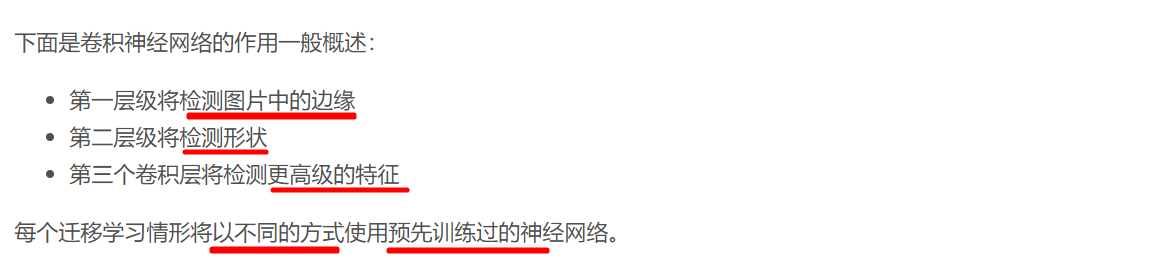 下面是卷积神经网络的作用一般概述：
第一层级将检测图片中的边缘
第二层级将检测形状
第三个卷积层将检测更高级的特征
每个迁移学习情形将以不同的方式使用预先训练过的神经网络。